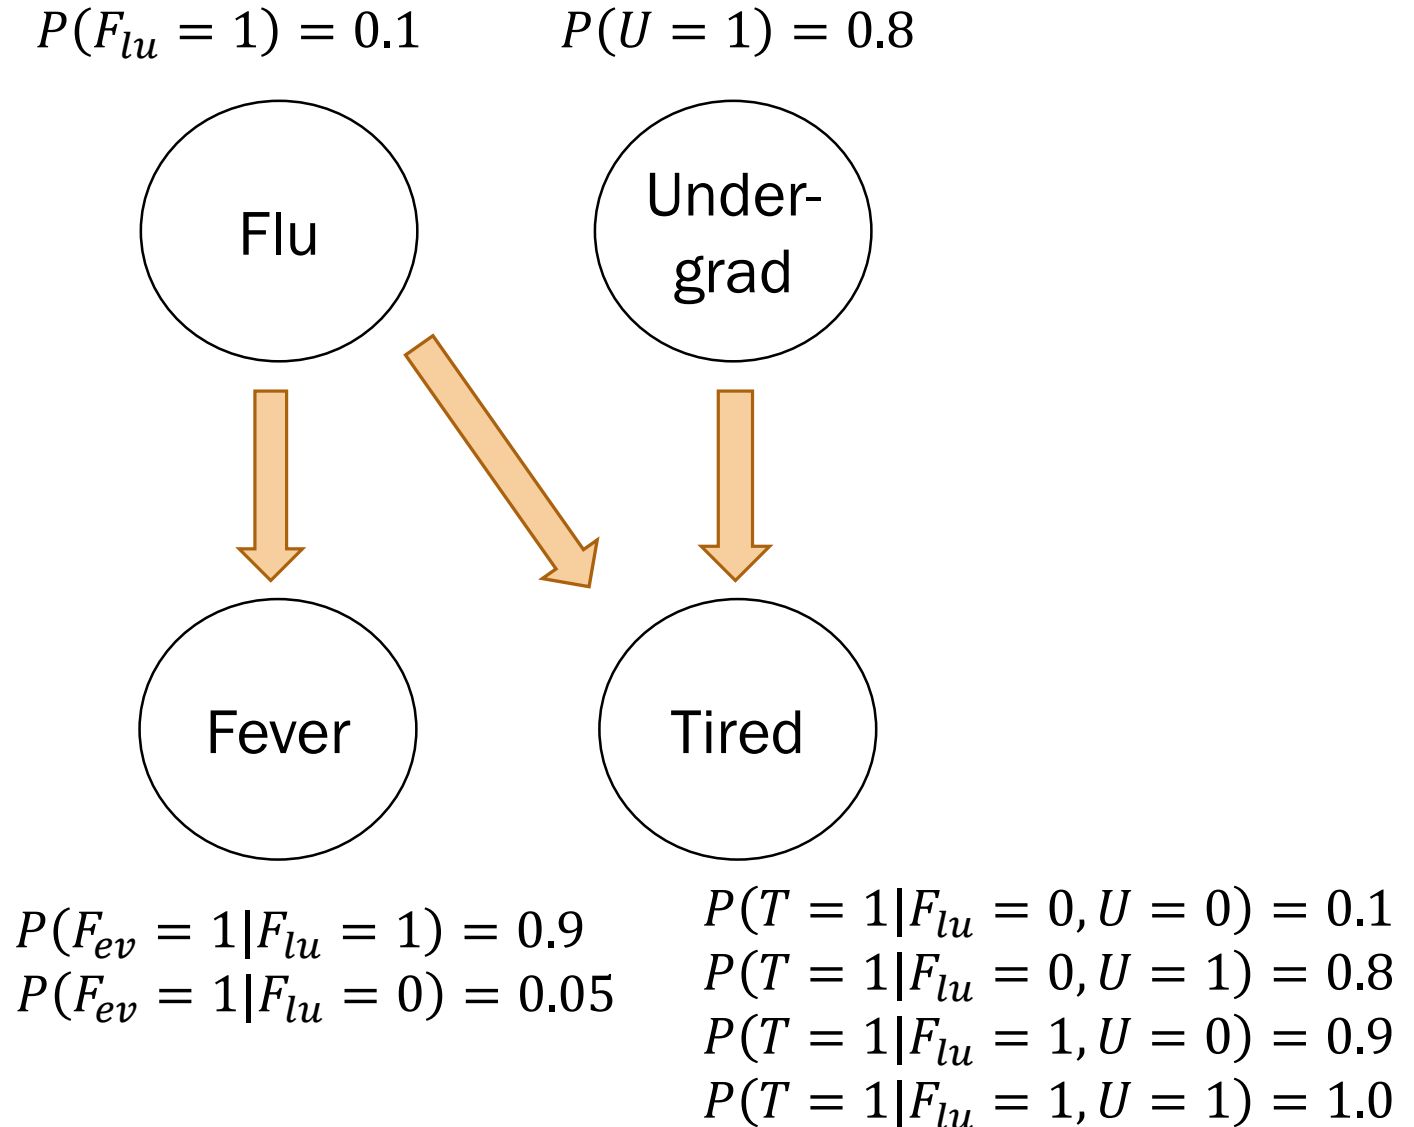 P(F_{lu} = 1) = 0.1
P(U = 1) = 0.8
Flu
Under-
grad
Fever
Tired
P(F_{ev} = 1|F_{lu} = 1) = 0.9
P(F_{ev} = 1|F_{lu} = 0) = 0.05
P(T = 1|F_{lu} = 0, U = 0) = 0.1
P(T = 1|F_{lu} = 0, U = 1) = 0.8
P(T = 1|F_{lu} = 1, U = 0) = 0.9
P(T = 1|F_{lu} = 1, U = 1) = 1.0